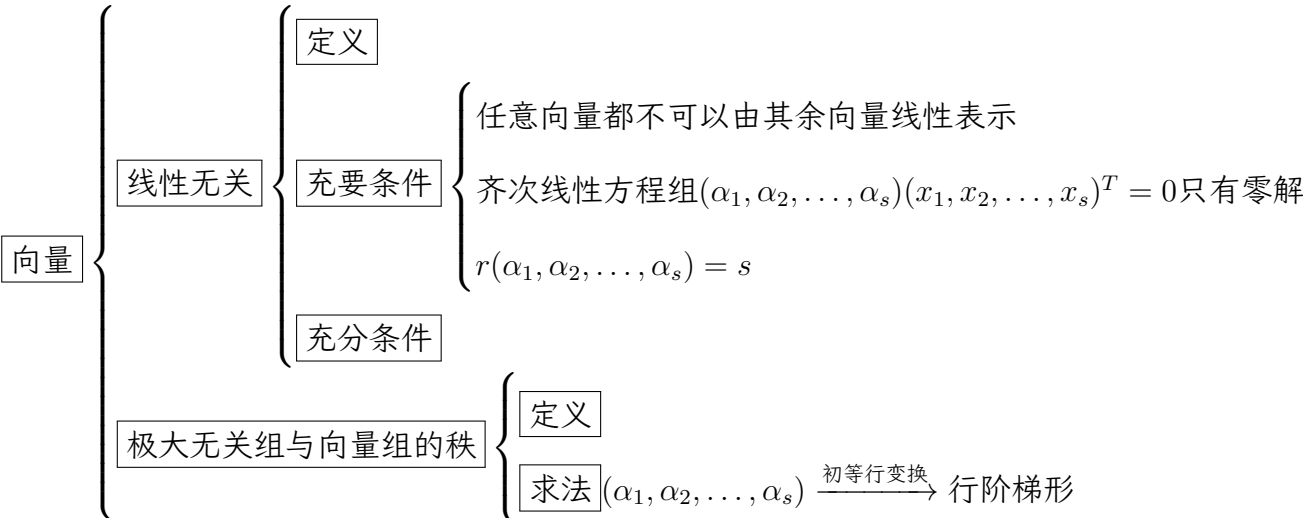 定义
任意向量都不可以由其余向量线性表示
线性无关 充要条件 齐次线性方程组(α₁, α₂, . . . , αₛ)(x₁, x₂, . . . , xₛ)ᵀ = 0只有零解
向量
r(α₁, α₂, . . . , αₛ) = s
充分条件
定义
极大无关组与向量组的秩
求法 (α₁, α₂, . . . , αₛ) 初等行变换→ 行阶梯形